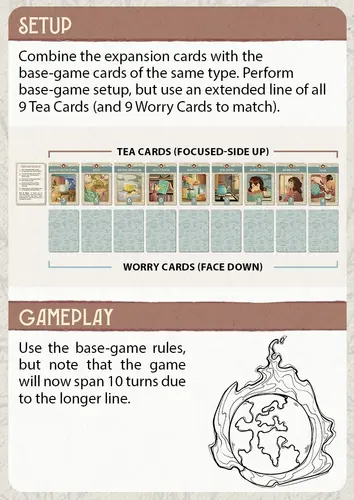 SETUP
Combine the expansion cards with the
base-game cards of the same type. Perform
base-game setup, but use an extended line of all
9 Tea Cards (and 9 Worry Cards to match).
TEA CARDS (FOCUSED-SIDE UP)
WORRY CARDS (FACE DOWN)
GAMEPLAY
Use the base-game rules,
but note that the game
will now span 10 turns due
to the longer line.